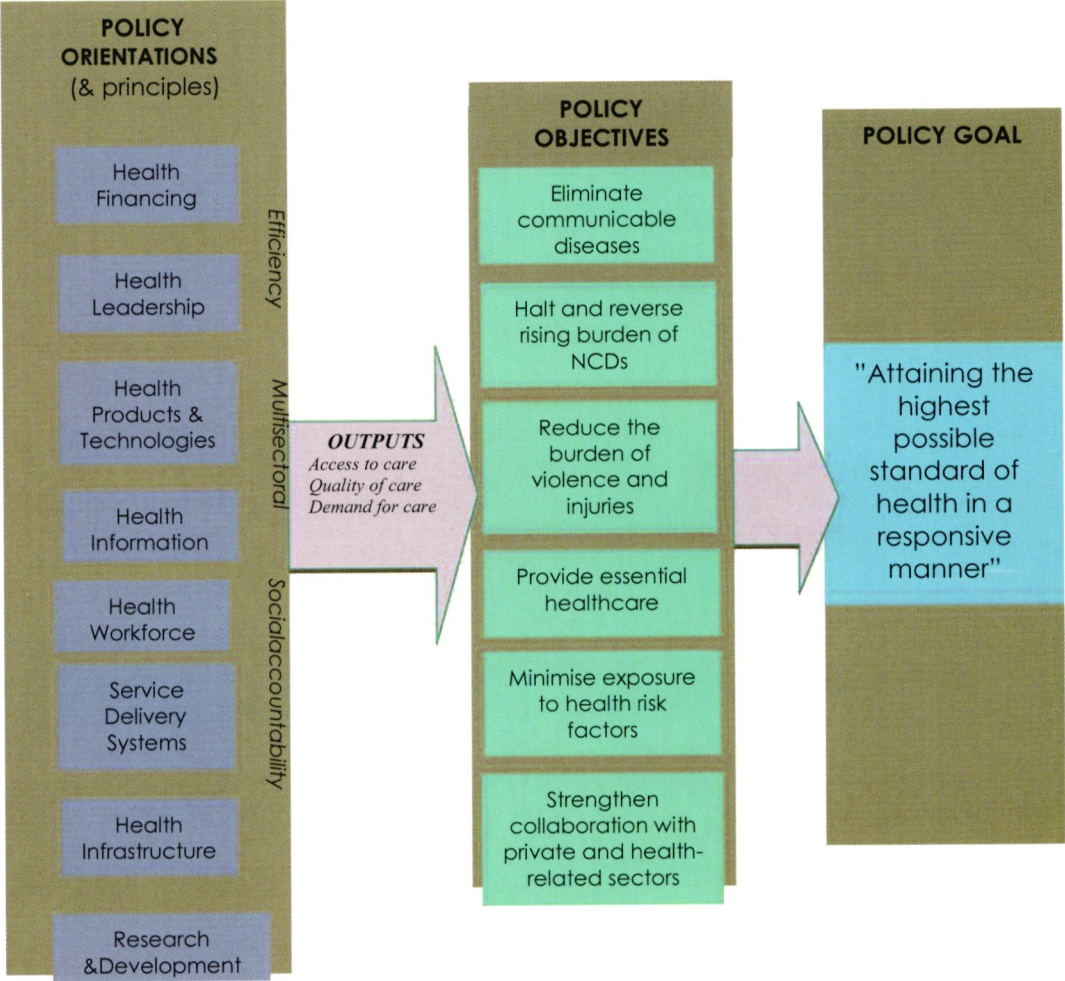 POLICY
ORIENTATIONS
(& principles)
Health
Financing
Health
Leadership
Health
Products &
Technologies
Health
Information
Health
Workforce
Service
Delivery
Systems
Health
Infrastructure
Research
&Development
Efficiency
Multisectoral
Socialaccountability
OUTPUTS
Access to care
Quality of care
Demand for care
POLICY
OBJECTIVES
Eliminate
communicable
diseases
Halt and reverse
rising burden of
NCDs
Reduce the
burden of
violence and
injuries
Provide essential
healthcare
Minimise exposure
to health risk
factors
Strengthen
collaboration with
private and health-
related sectors
POLICY GOAL
"Attaining the
highest
possible
standard of
health in a
responsive
manner"